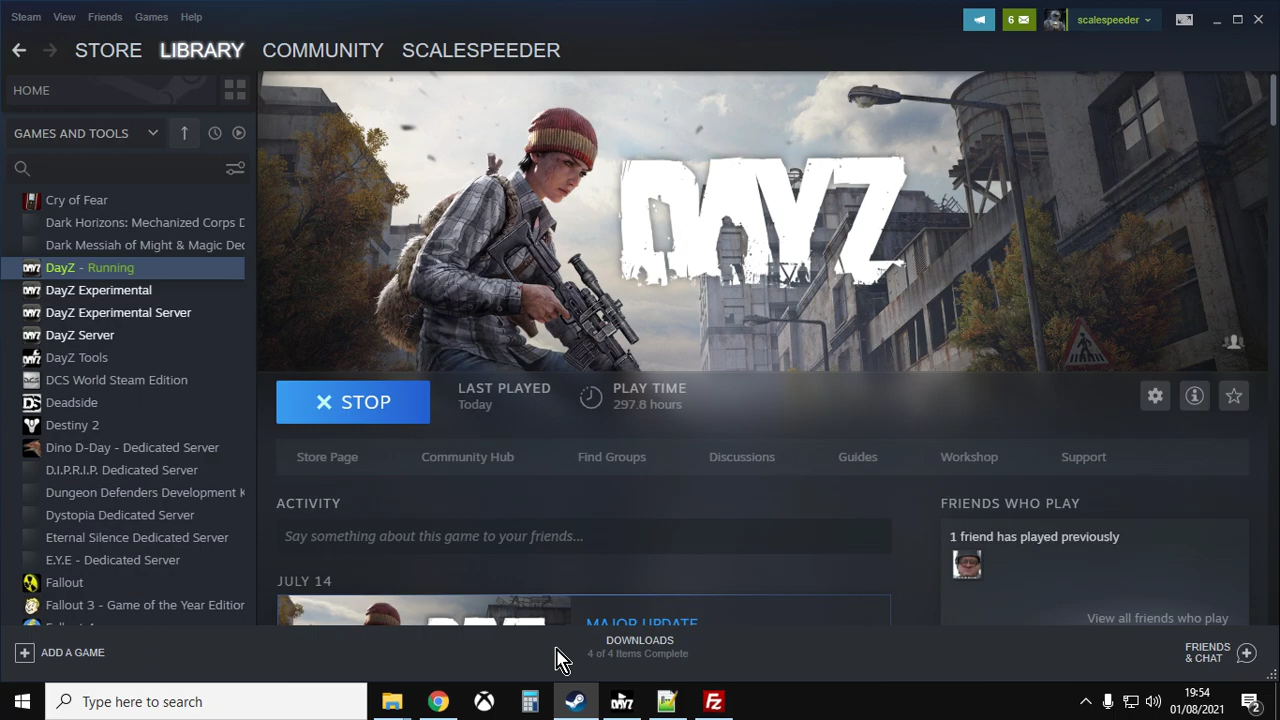 Steam View Friends Games Help
6 scalespeeder
STORE LIBRARY COMMUNITY SCALESPEEDER
HOME
GAMES AND TOOLS
Cry of Fear
Dark Horizons: Mechanized Corps D
Dark Messiah of Might & Magic Dec
DayZ - Running
DayZ Experimental
DayZ Experimental Server
DayZ Server
DayZ Tools
DCS World Steam Edition
Deadside
Destiny 2
Dino D-Day - Dedicated Server
D.I.P.R.I.P. Dedicated Server
Dungeon Defenders Development K
Dystopia Dedicated Server
Eternal Silence Dedicated Server
E.Y.E - Dedicated Server
Fallout
Fallout 3 - Game of the Year Edition
DAYZ
STOP
LAST PLAYED
Today
PLAY TIME
297.8 hours
Store Page Community Hub Find Groups Discussions Guides Workshop Support
ACTIVITY
Say something about this game to your friends...
JULY 14
MAJOR UPDATE
FRIENDS WHO PLAY
1 friend has played previously
View all friends who play
ADD A GAME
DOWNLOADS
4 of 4 Items Complete
FRIENDS
& CHAT
Type here to search
DAYZ
19:54
01/08/2021
2